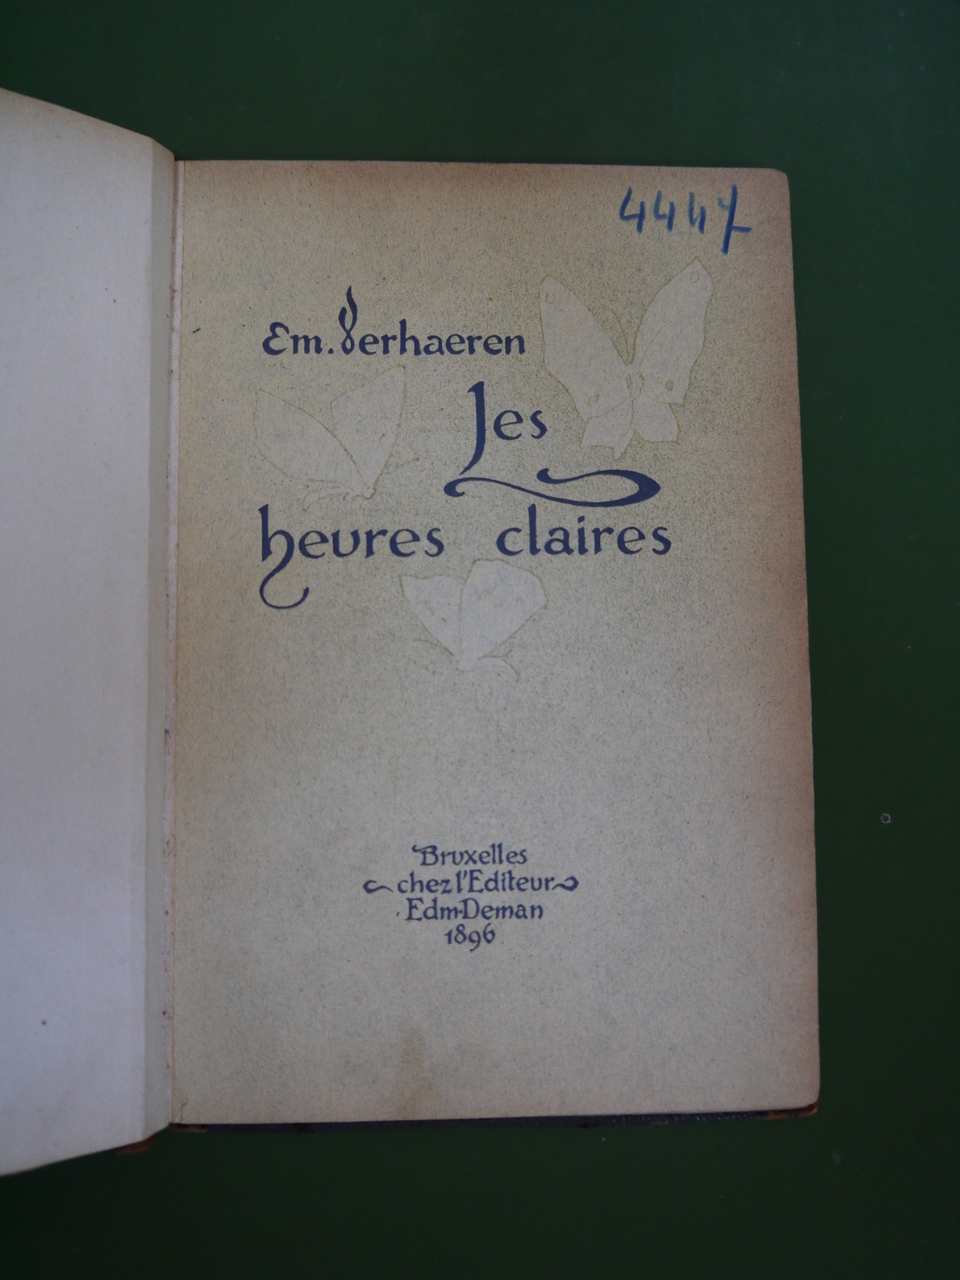 4447
Em. Verhaeren
Les
heures claires
Bruxelles
chez l'Editeur
Edm. Deman
1896